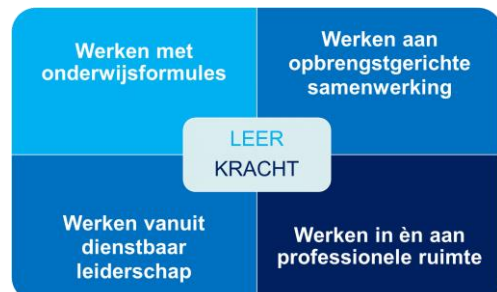 Werken met
onderwijsformules
Werken aan
opbrengstgerichte
samenwerking
LEER
KRACHT
Werken vanuit
dienstbaar
leiderschap
Werken in èn aan
professionele ruimte